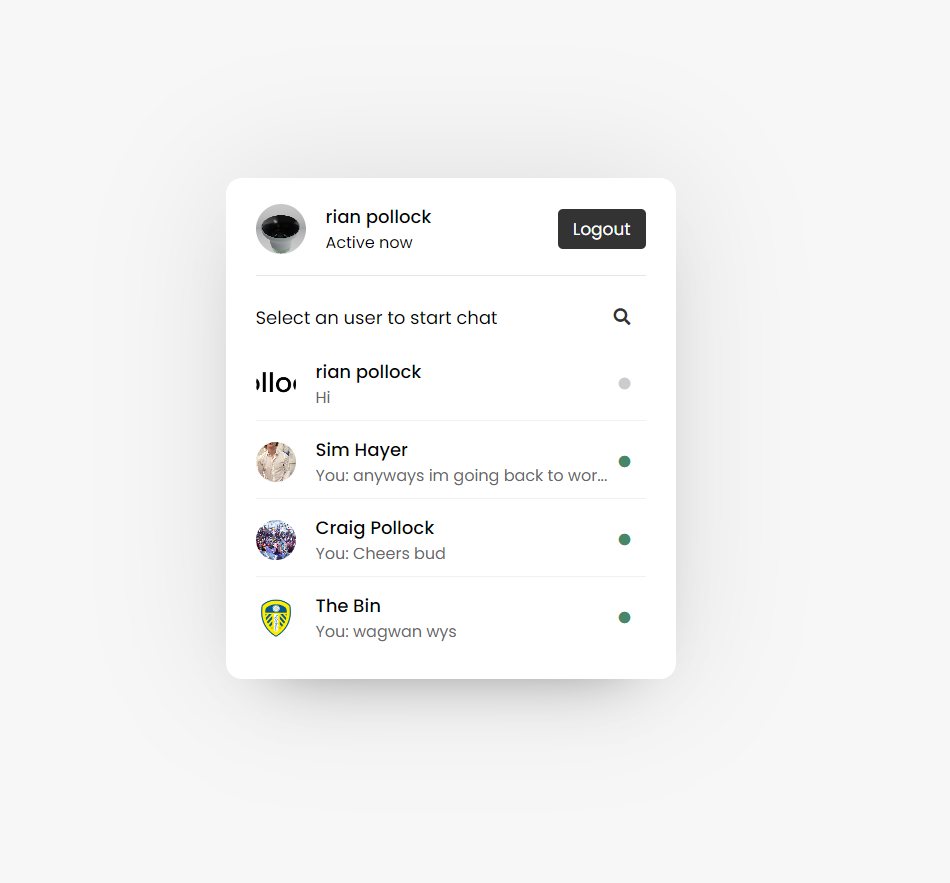 rian pollock
Active now
Logout
Select an user to start chat
rian pollock
Hi
Sim Hayer
You: anyways im going back to wor...
Craig Pollock
You: Cheers bud
The Bin
You: wagwan wys